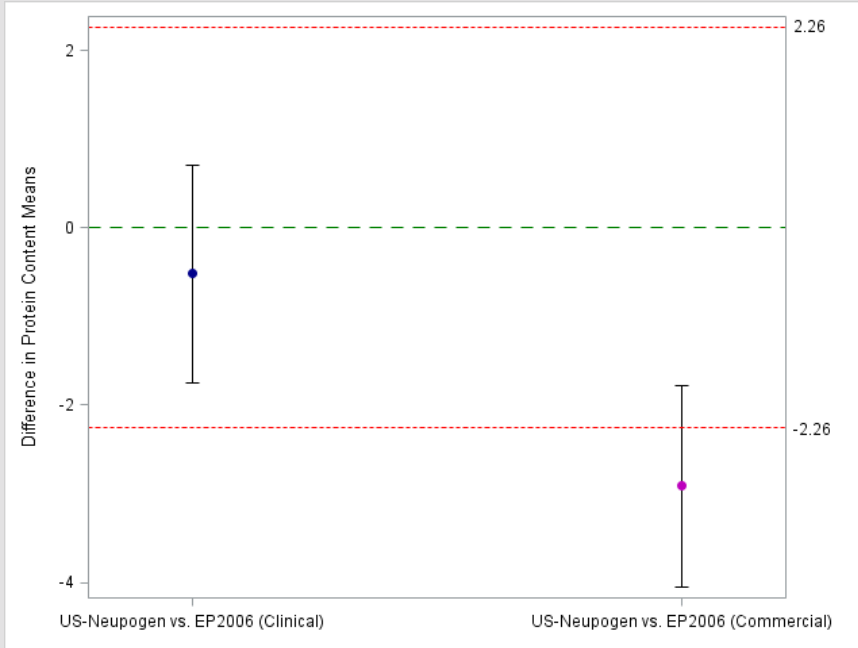 2.26
2
0
-2
-2.26
-4
Difference in Protein Content Means
US-Neupogen vs. EP2006 (Clinical)
US-Neupogen vs. EP2006 (Commercial)